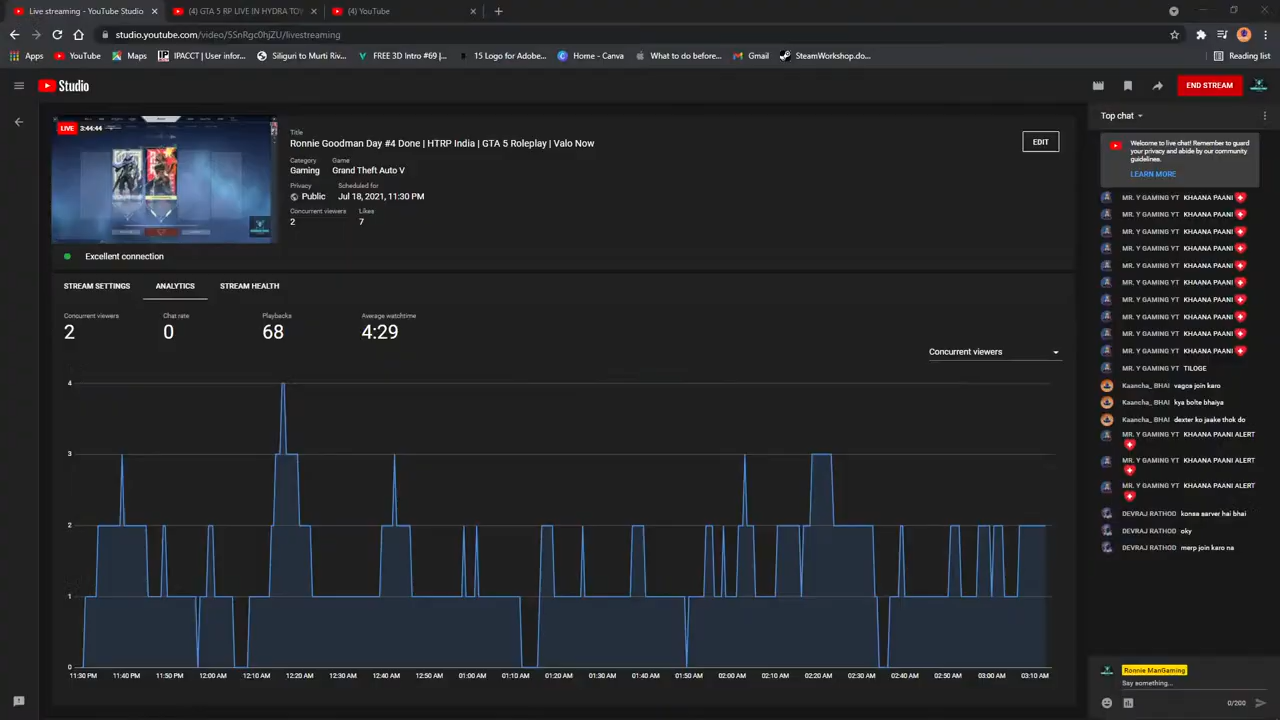 Live streaming - YouTube Studio
(4) GTA 5 RP LIVE IN HYDRA TOW
(4) YouTube
studio.youtube.com/video/5SnRgc0hjZU/livestreaming
Apps
YouTube
Maps
IPACCT | User infor...
Siliguri to Murti Riv...
FREE 3D Intro #69 |...
15 Logo for Adobe...
Home - Canva
What to do before...
Gmail
SteamWorkshop.do...
Reading list
Studio
END STREAM
LIVE 3:44:44
Title
Ronnie Goodman Day #4 Done | HTRP India | GTA 5 Roleplay | Valo Now
EDIT
Category Game
Gaming Grand Theft Auto V
Privacy Scheduled for
Public Jul 18, 2021, 11:30 PM
Concurrent viewers Likes
2 7
Excellent connection
STREAM SETTINGS ANALYTICS STREAM HEALTH
Concurrent viewers Chat rate Playbacks Average watchtime
2 0 68 4:29
Concurrent viewers
4
3
2
1
0
11:30 PM 11:40 PM 11:50 PM 12:00 AM 12:10 AM 12:20 AM 12:30 AM 12:40 AM 12:50 AM 01:00 AM 01:10 AM 01:20 AM 01:30 AM 01:40 AM 01:50 AM 02:00 AM 02:10 AM 02:20 AM 02:30 AM 02:40 AM 02:50 AM 03:00 AM 03:10 AM
Top chat
Welcome to live chat! Remember to guard
your privacy and abide by our community
guidelines.
LEARN MORE
MR. Y GAMING YT KHAANA PAANI
MR. Y GAMING YT KHAANA PAANI
MR. Y GAMING YT KHAANA PAANI
MR. Y GAMING YT KHAANA PAANI
MR. Y GAMING YT KHAANA PAANI
MR. Y GAMING YT KHAANA PAANI
MR. Y GAMING YT KHAANA PAANI
MR. Y GAMING YT KHAANA PAANI
MR. Y GAMING YT KHAANA PAANI
MR. Y GAMING YT KHAANA PAANI
MR. Y GAMING YT TILOGE
Kaancha_ BHAI vagos join karo
Kaancha_ BHAI kya bolte bhaiya
Kaancha_ BHAI dexter ko jaake thok do
MR. Y GAMING YT KHAANA PAANI ALERT
MR. Y GAMING YT KHAANA PAANI ALERT
MR. Y GAMING YT KHAANA PAANI ALERT
DEVRAJ RATHOD konsa sarver hai bhai
DEVRAJ RATHOD oky
DEVRAJ RATHOD merp join karo na
Ronnie ManGaming
Say something...
0/200